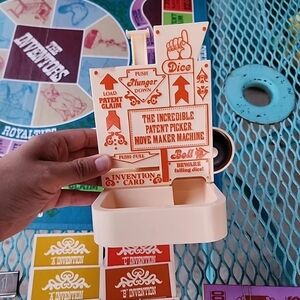 THE
INVENTORS
ROYALTIES
Dice
PUSH
Plunger
DOWN
LOAD
PATENT
CLAIM
THE INCREDIBLE
PATENT PICKER
MOVE MAKER MACHINE
PUSH-PULL
Bell
BEWARE
falling dice!
INVENTION
CARD
"A" INVENTION
"B" INVENTION